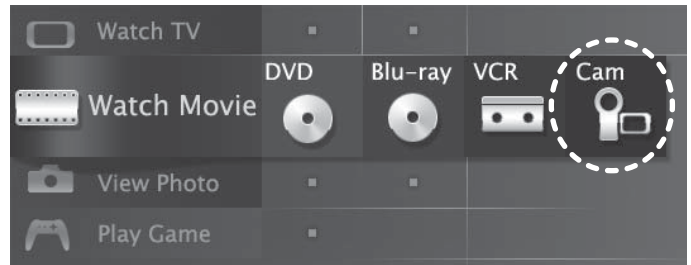 Watch TV
DVD Blu-ray VCR Cam
Watch Movie
View Photo
Play Game